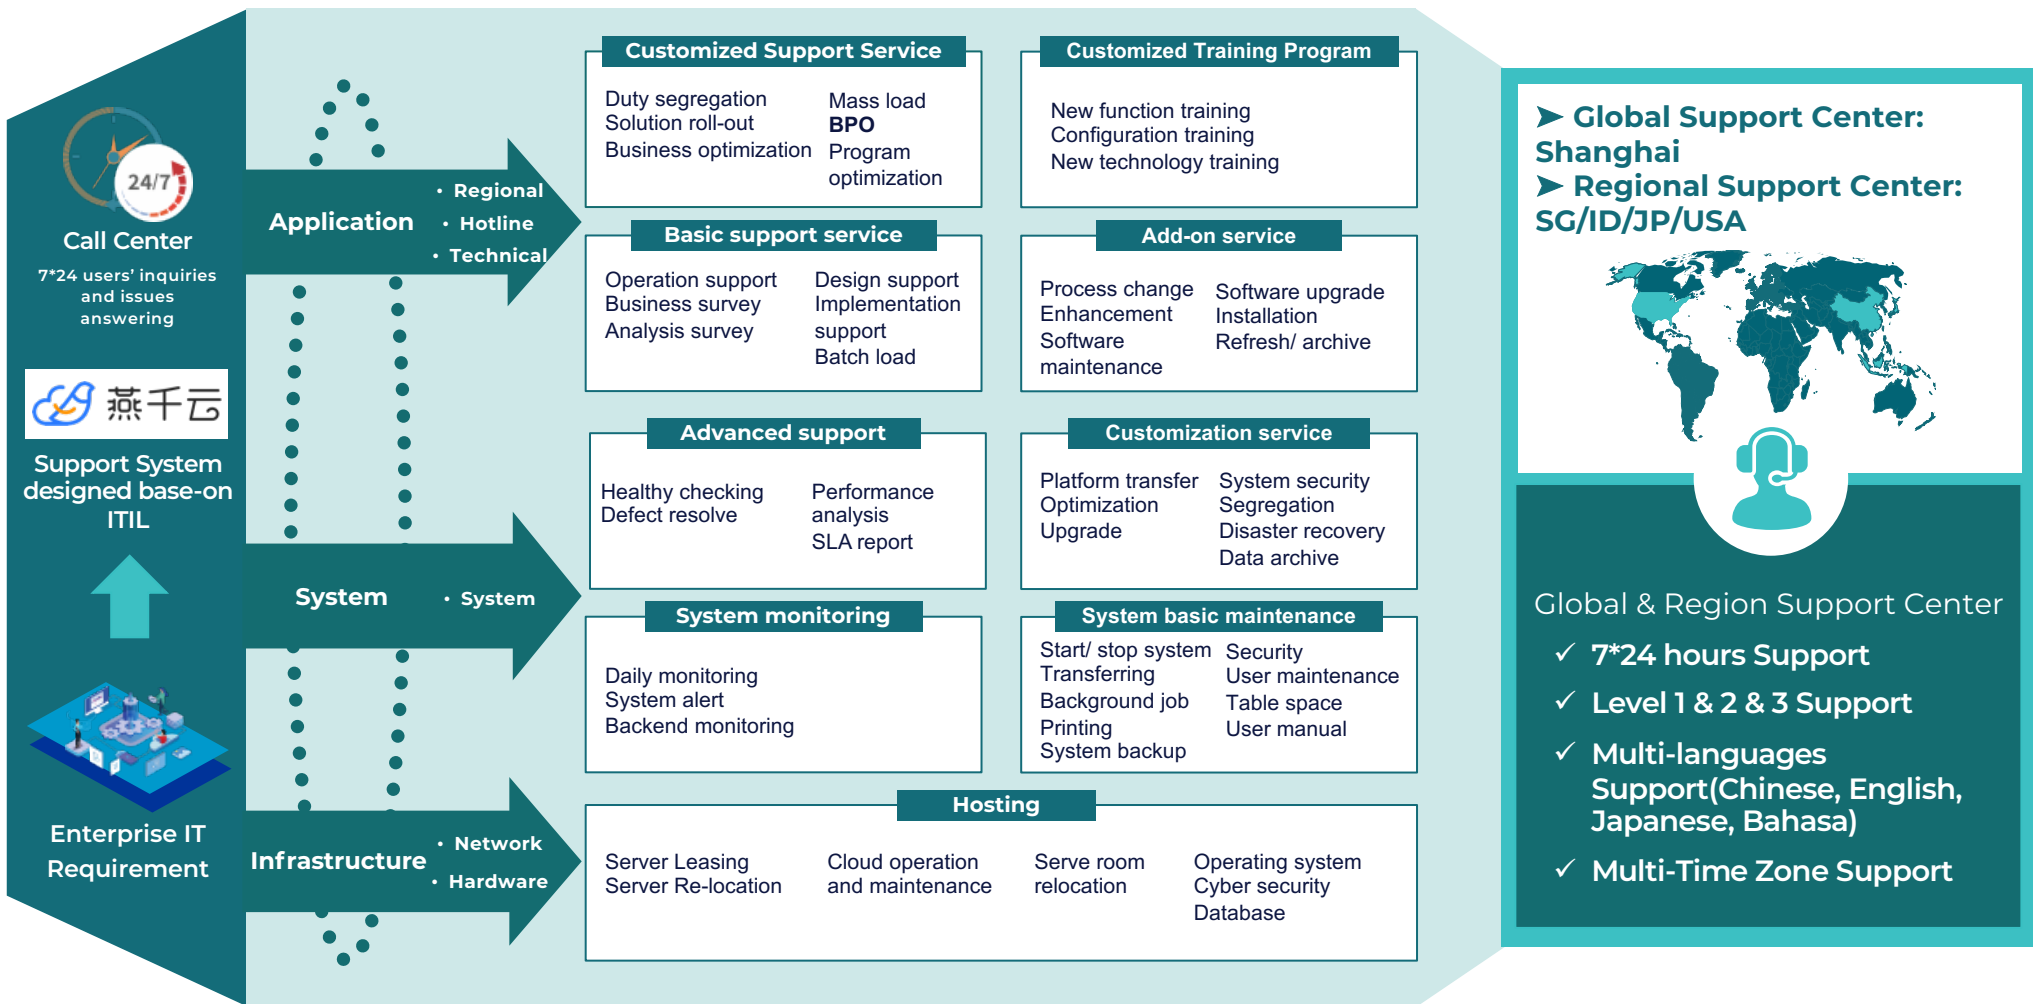 24/7
Call Center
7*24 users’ inquiries
and issues
answering
燕千云
Support System
designed base-on
ITIL
Enterprise IT
Requirement
Application
• Regional
• Hotline
• Technical
System
• System
Infrastructure
• Network
• Hardware
Customized Support Service
Duty segregation
Solution roll-out
Business optimization
Mass load
BPO
Program
optimization
Customized Training Program
New function training
Configuration training
New technology training
Basic support service
Operation support
Business survey
Analysis survey
Design support
Implementation
support
Batch load
Add-on service
Process change
Enhancement
Software
maintenance
Software upgrade
Installation
Refresh/ archive
Advanced support
Healthy checking
Defect resolve
Performance
analysis
SLA report
Customization service
Platform transfer
Optimization
Upgrade
System security
Segregation
Disaster recovery
Data archive
System monitoring
Daily monitoring
System alert
Backend monitoring
System basic maintenance
Start/ stop system
Transferring
Background job
Printing
System backup
Security
User maintenance
Table space
User manual
Hosting
Server Leasing
Server Re-location
Cloud operation
and maintenance
Serve room
relocation
Operating system
Cyber security
Database
➤ Global Support Center:
Shanghai
➤ Regional Support Center:
SG/ID/JP/USA
Global & Region Support Center
✓ 7*24 hours Support
✓ Level 1 & 2 & 3 Support
✓ Multi-languages
Support(Chinese, English,
Japanese, Bahasa)
✓ Multi-Time Zone Support